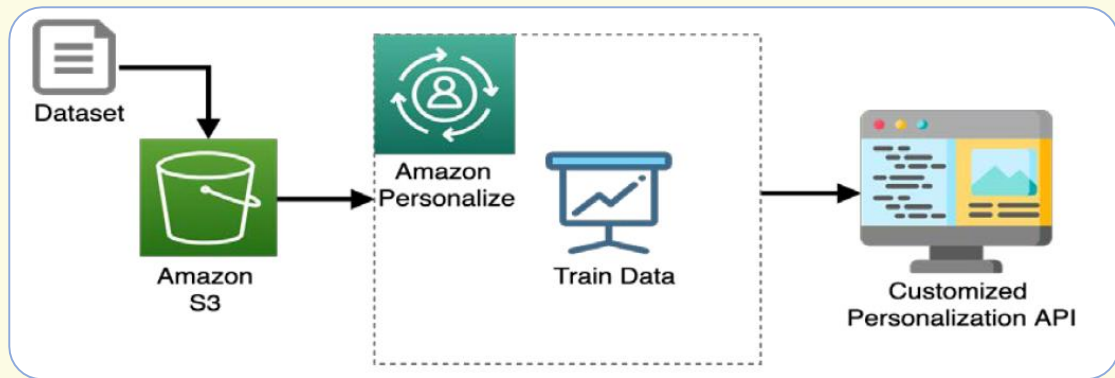 Dataset
Amazon
S3
Amazon
Personalize
Train Data
Customized
Personalization API